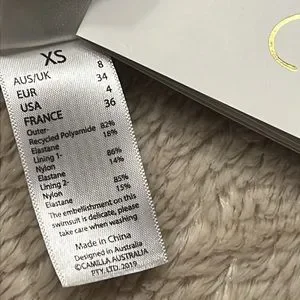 XS
AUS/UK 8
EUR 34
USA 4
FRANCE 36
Outer-
Recycled Polyamide 82%
Elastane 18%
Lining 1-
Nylon 86%
Elastane 14%
Lining 2-
Nylon 85%
Elastane 15%
The embellishment on this
swimsuit is delicate, please
take care when washing
Made in China
Designed in Australia
©CAMILLA AUSTRALIA
PTY. LTD. 2019